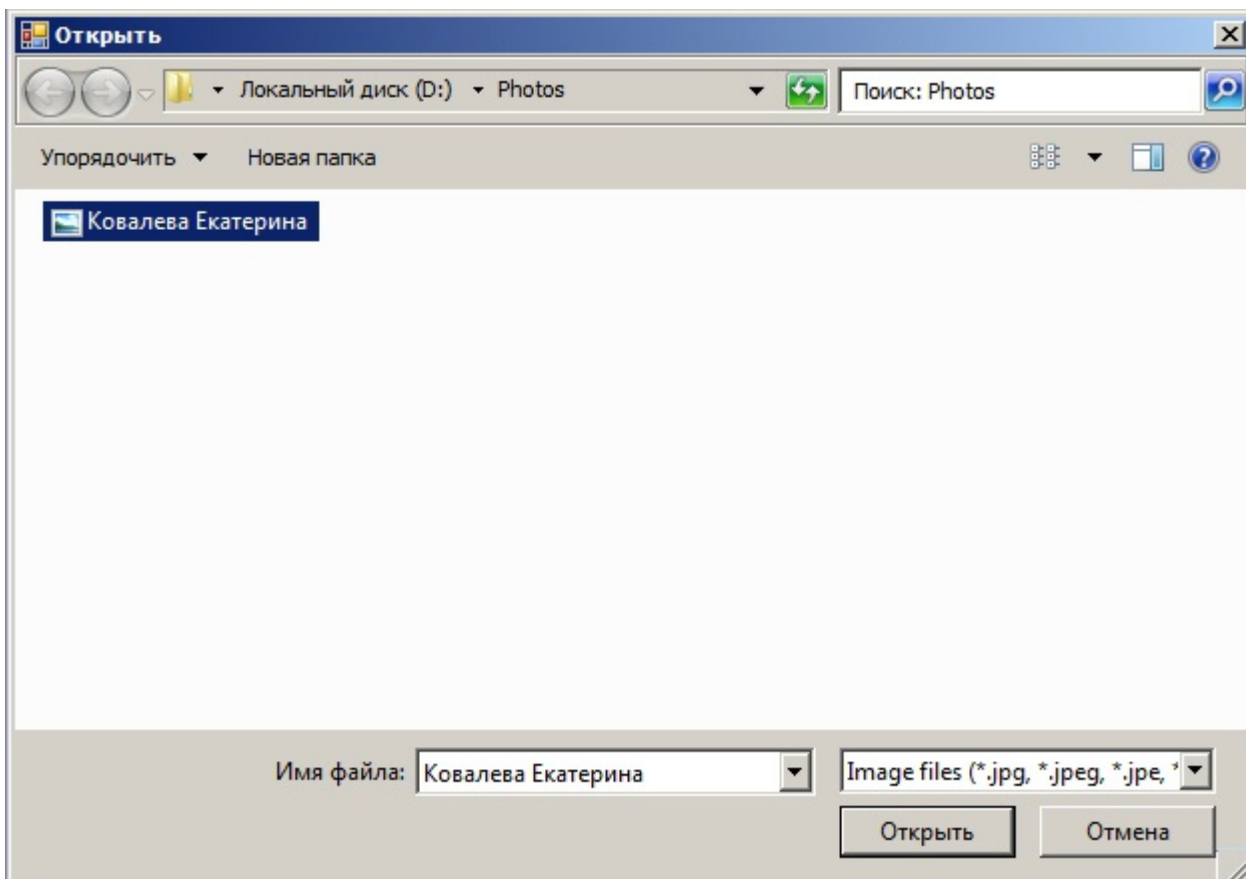 Открыть
Локальный диск (D:) Photos
Поиск: Photos
Упорядочить Новая папка
Ковалева Екатерина
Имя файла: Ковалева Екатерина
Image files (*.jpg, *.jpeg, *.jpe, *
Открыть Отмена